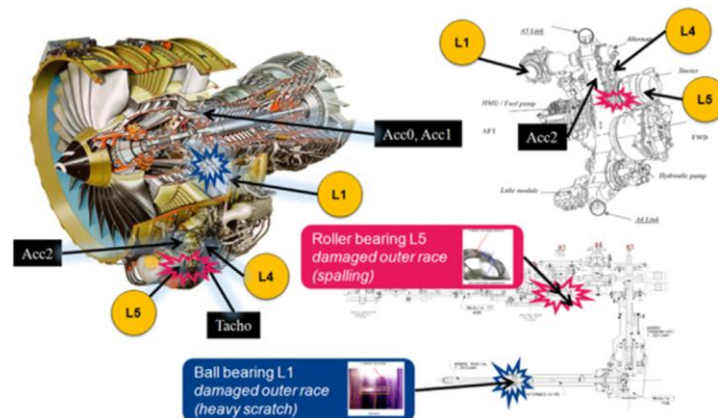 L1
A3 Link
Alternator
L4
Starter
L5
HMU / Fuel pump
Acc2
AFT
FWD
Hydraulic pump
Lube module
A4 Link
Acc0, Acc1
L1
Acc2
L4
L5
Tacho
Roller bearing L5
damaged outer race
(spalling)
Ball bearing L1
damaged outer race
(heavy scratch)